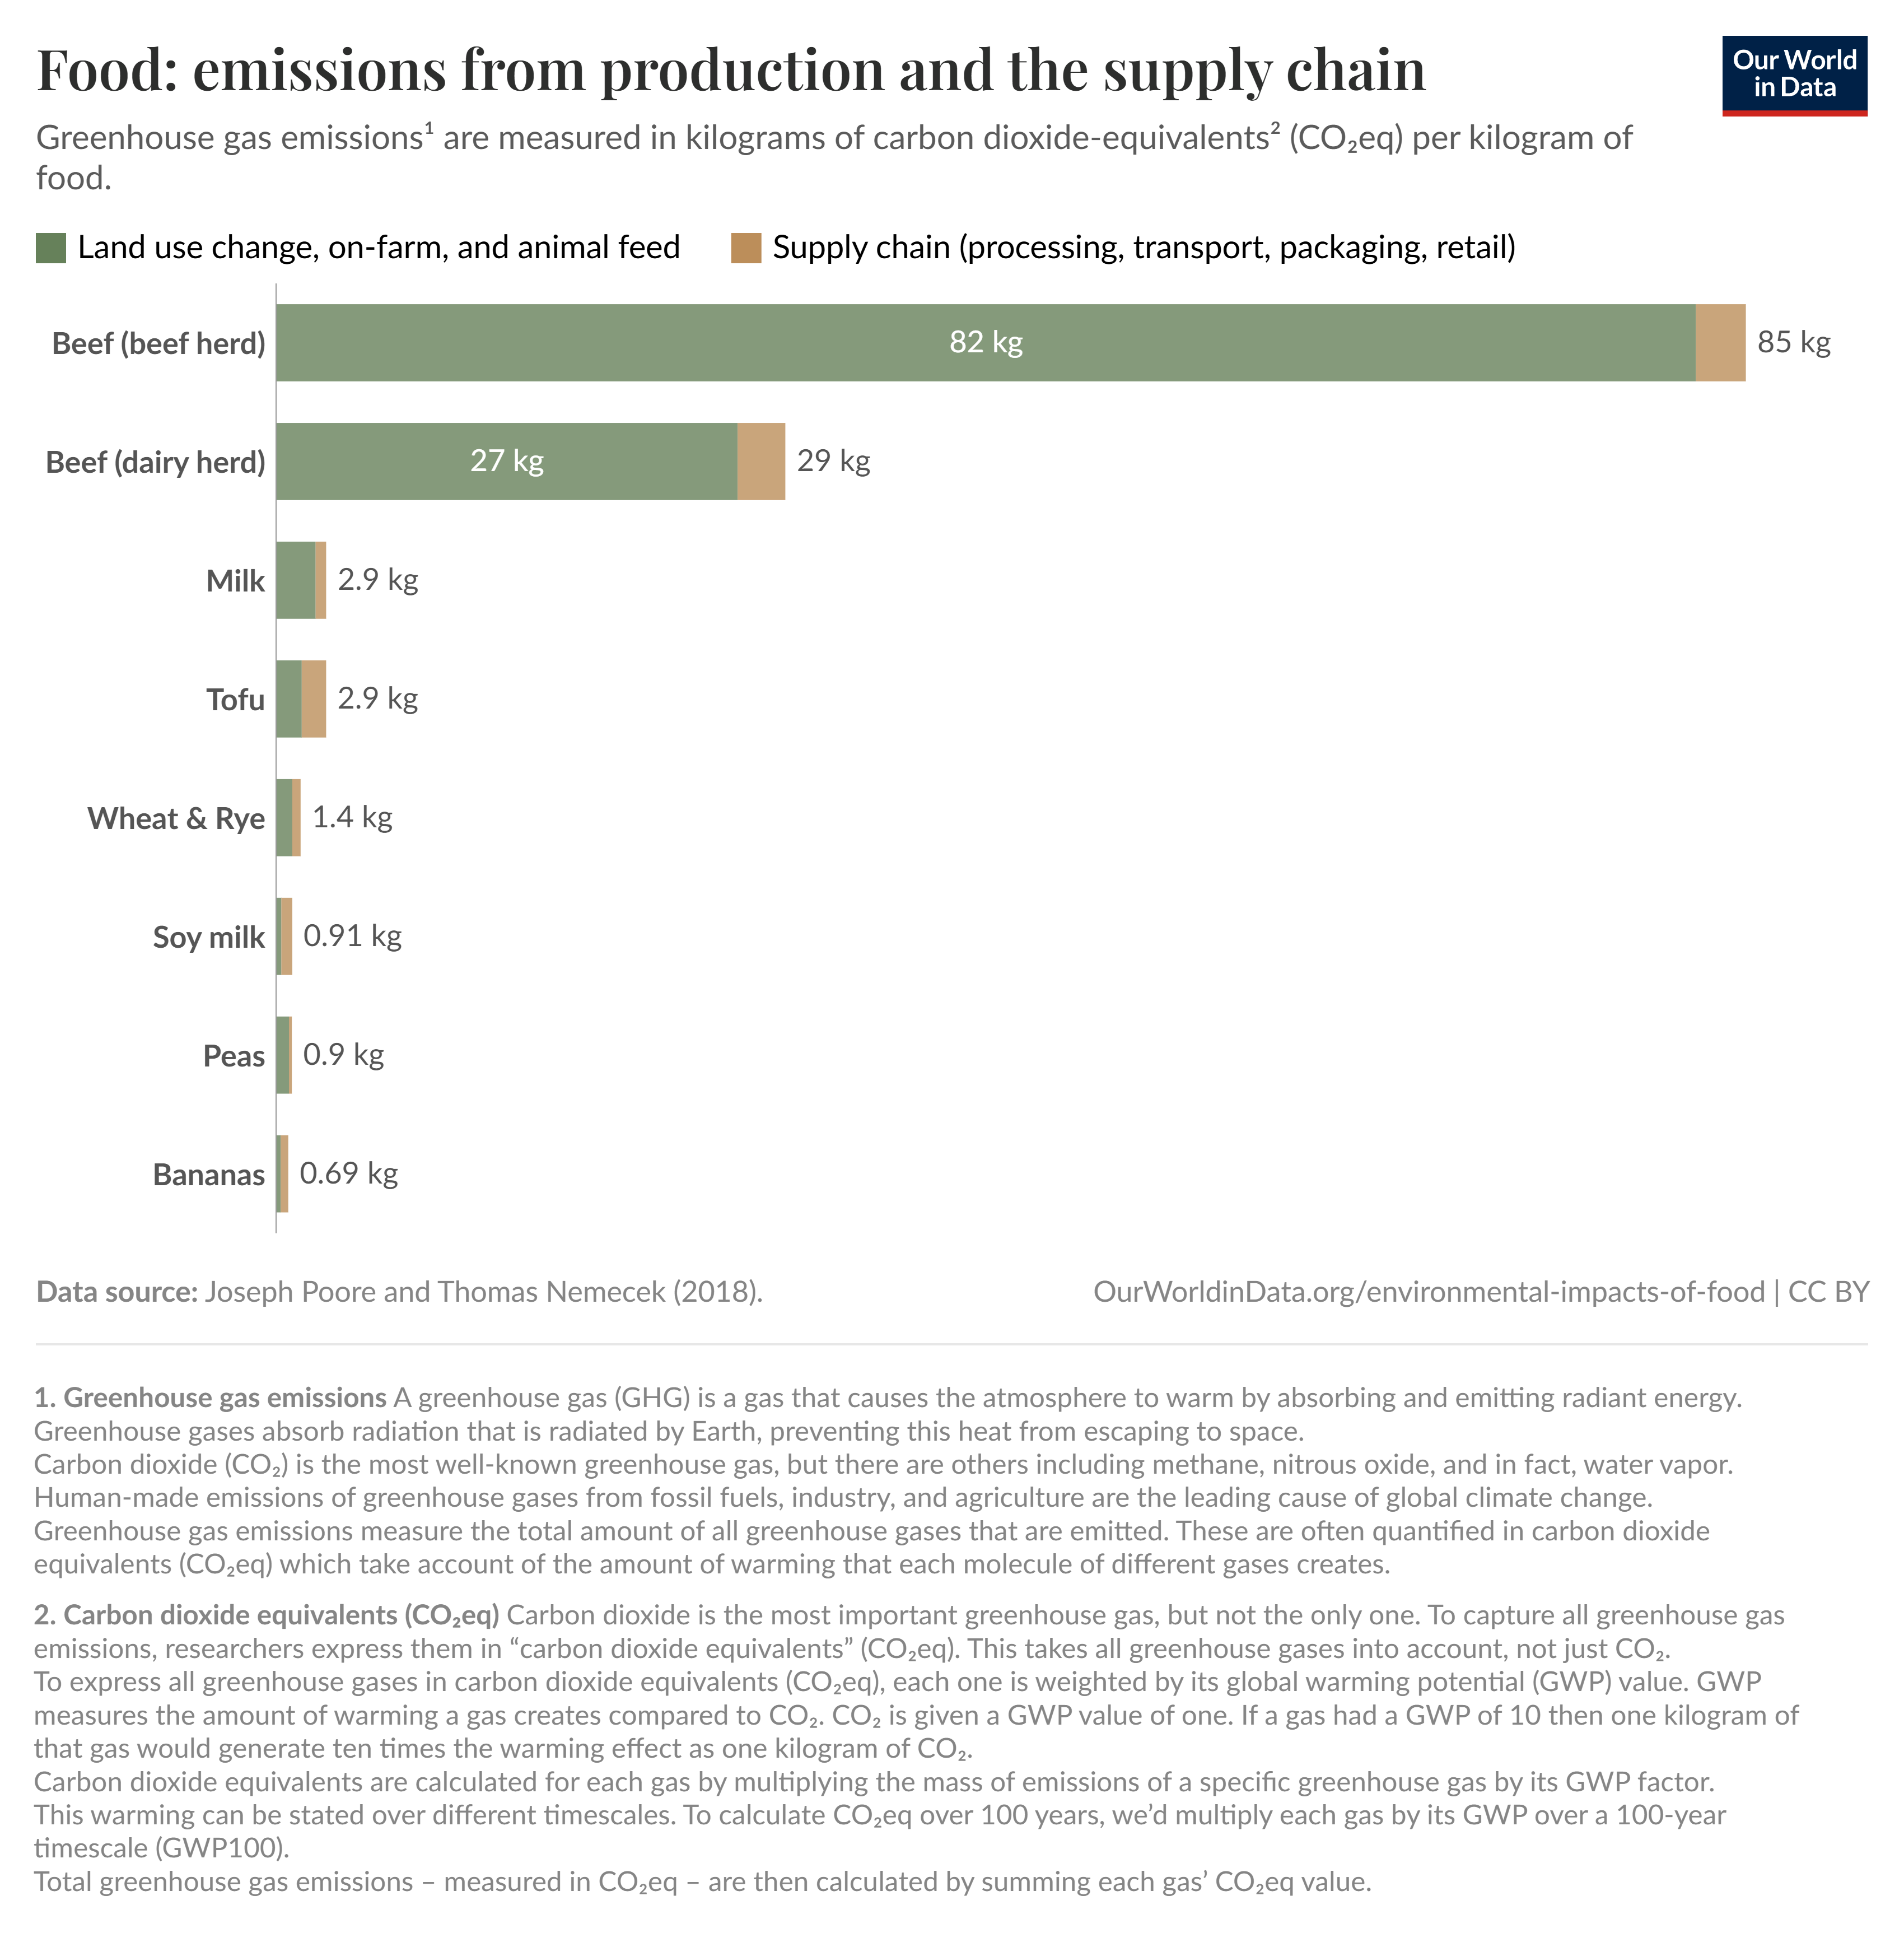 Food: emissions from production and the supply chain
Our World
in Data
Greenhouse gas emissions¹ are measured in kilograms of carbon dioxide-equivalents² (CO₂eq) per kilogram of
food.
Land use change, on-farm, and animal feed
Supply chain (processing, transport, packaging, retail)
Beef (beef herd) 82 kg 85 kg
Beef (dairy herd) 27 kg 29 kg
Milk 2.9 kg
Tofu 2.9 kg
Wheat & Rye 1.4 kg
Soy milk 0.91 kg
Peas 0.9 kg
Bananas 0.69 kg
Data source: Joseph Poore and Thomas Nemecek (2018).
OurWorldinData.org/environmental-impacts-of-food | CC BY
1. Greenhouse gas emissions A greenhouse gas (GHG) is a gas that causes the atmosphere to warm by absorbing and emitting radiant energy.
Greenhouse gases absorb radiation that is radiated by Earth, preventing this heat from escaping to space.
Carbon dioxide (CO₂) is the most well-known greenhouse gas, but there are others including methane, nitrous oxide, and in fact, water vapor.
Human-made emissions of greenhouse gases from fossil fuels, industry, and agriculture are the leading cause of global climate change.
Greenhouse gas emissions measure the total amount of all greenhouse gases that are emitted. These are often quantified in carbon dioxide
equivalents (CO₂eq) which take account of the amount of warming that each molecule of different gases creates.
2. Carbon dioxide equivalents (CO₂eq) Carbon dioxide is the most important greenhouse gas, but not the only one. To capture all greenhouse gas
emissions, researchers express them in “carbon dioxide equivalents” (CO₂eq). This takes all greenhouse gases into account, not just CO₂.
To express all greenhouse gases in carbon dioxide equivalents (CO₂eq), each one is weighted by its global warming potential (GWP) value. GWP
measures the amount of warming a gas creates compared to CO₂. CO₂ is given a GWP value of one. If a gas had a GWP of 10 then one kilogram of
that gas would generate ten times the warming effect as one kilogram of CO₂.
Carbon dioxide equivalents are calculated for each gas by multiplying the mass of emissions of a specific greenhouse gas by its GWP factor.
This warming can be stated over different timescales. To calculate CO₂eq over 100 years, we’d multiply each gas by its GWP over a 100-year
timescale (GWP100).
Total greenhouse gas emissions – measured in CO₂eq – are then calculated by summing each gas’ CO₂eq value.